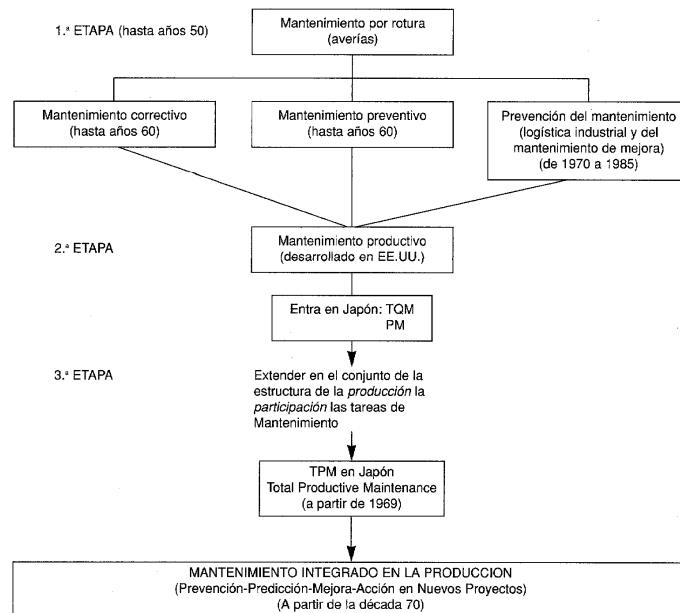 1.ª ETAPA (hasta años 50)
Mantenimiento por rotura
(averías)
Mantenimiento correctivo
(hasta años 60)
Mantenimiento preventivo
(hasta años 60)
Prevención del mantenimiento
(logística industrial y del
mantenimiento de mejora)
(de 1970 a 1985)
2.ª ETAPA
Mantenimiento productivo
(desarrollado en EE.UU.)
Entra en Japón: TQM
PM
3.ª ETAPA
Extender en el conjunto de la
estructura de la producción la
participación las tareas de
Mantenimiento
TPM en Japón
Total Productive Maintenance
(a partir de 1969)
MANTENIMIENTO INTEGRADO EN LA PRODUCCION
(Prevención-Predicción-Mejora-Acción en Nuevos Proyectos)
(A partir de la década 70)